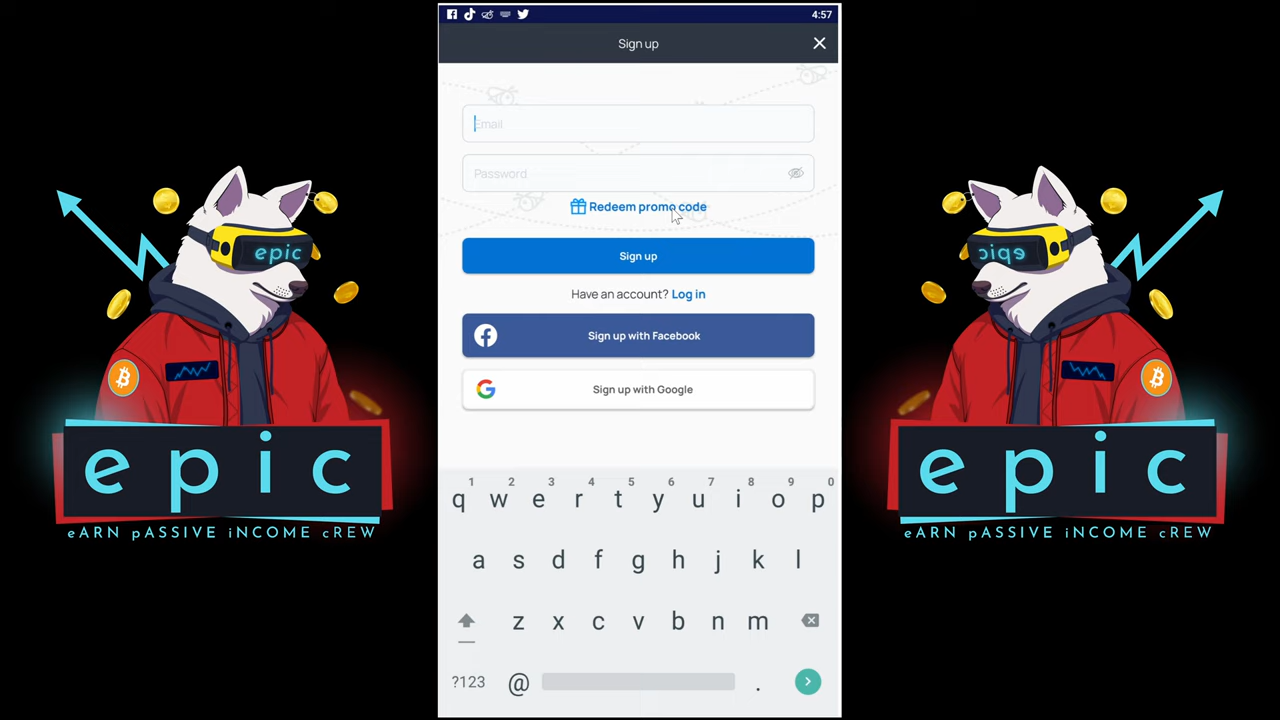 4:57
Sign up
Email
Password
Redeem promo code
Sign up
Have an account? Log in
Sign up with Facebook
Sign up with Google
1 2 3 4 5 6 7 8 9 0
q w e r t y u i o p
a s d f g h j k l
z x c v b n m
?123 @ .
epic
epic
eARN pASSIVE iNCOME cREW
epic
epic
eARN pASSIVE iNCOME cREW